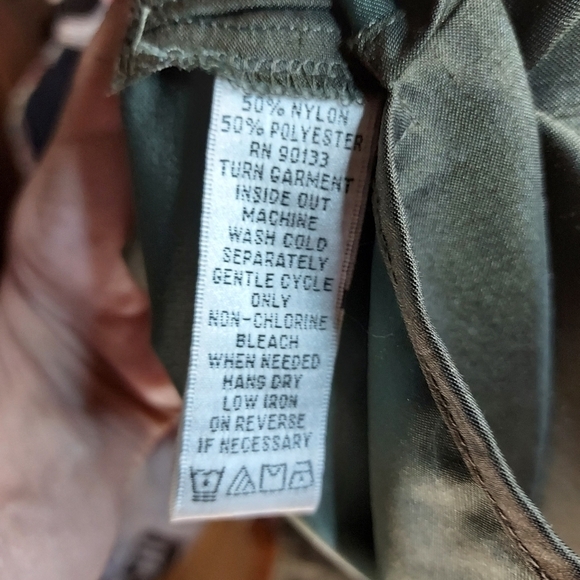 50% NYLON
50% POLYESTER
RN 90133
TURN GARMENT
INSIDE OUT
MACHINE
WASH COLD
SEPARATELY
GENTLE CYCLE
ONLY
NON-CHLORINE
BLEACH
WHEN NEEDED
HANG DRY
LOW IRON
ON REVERSE
IF NECESSARY